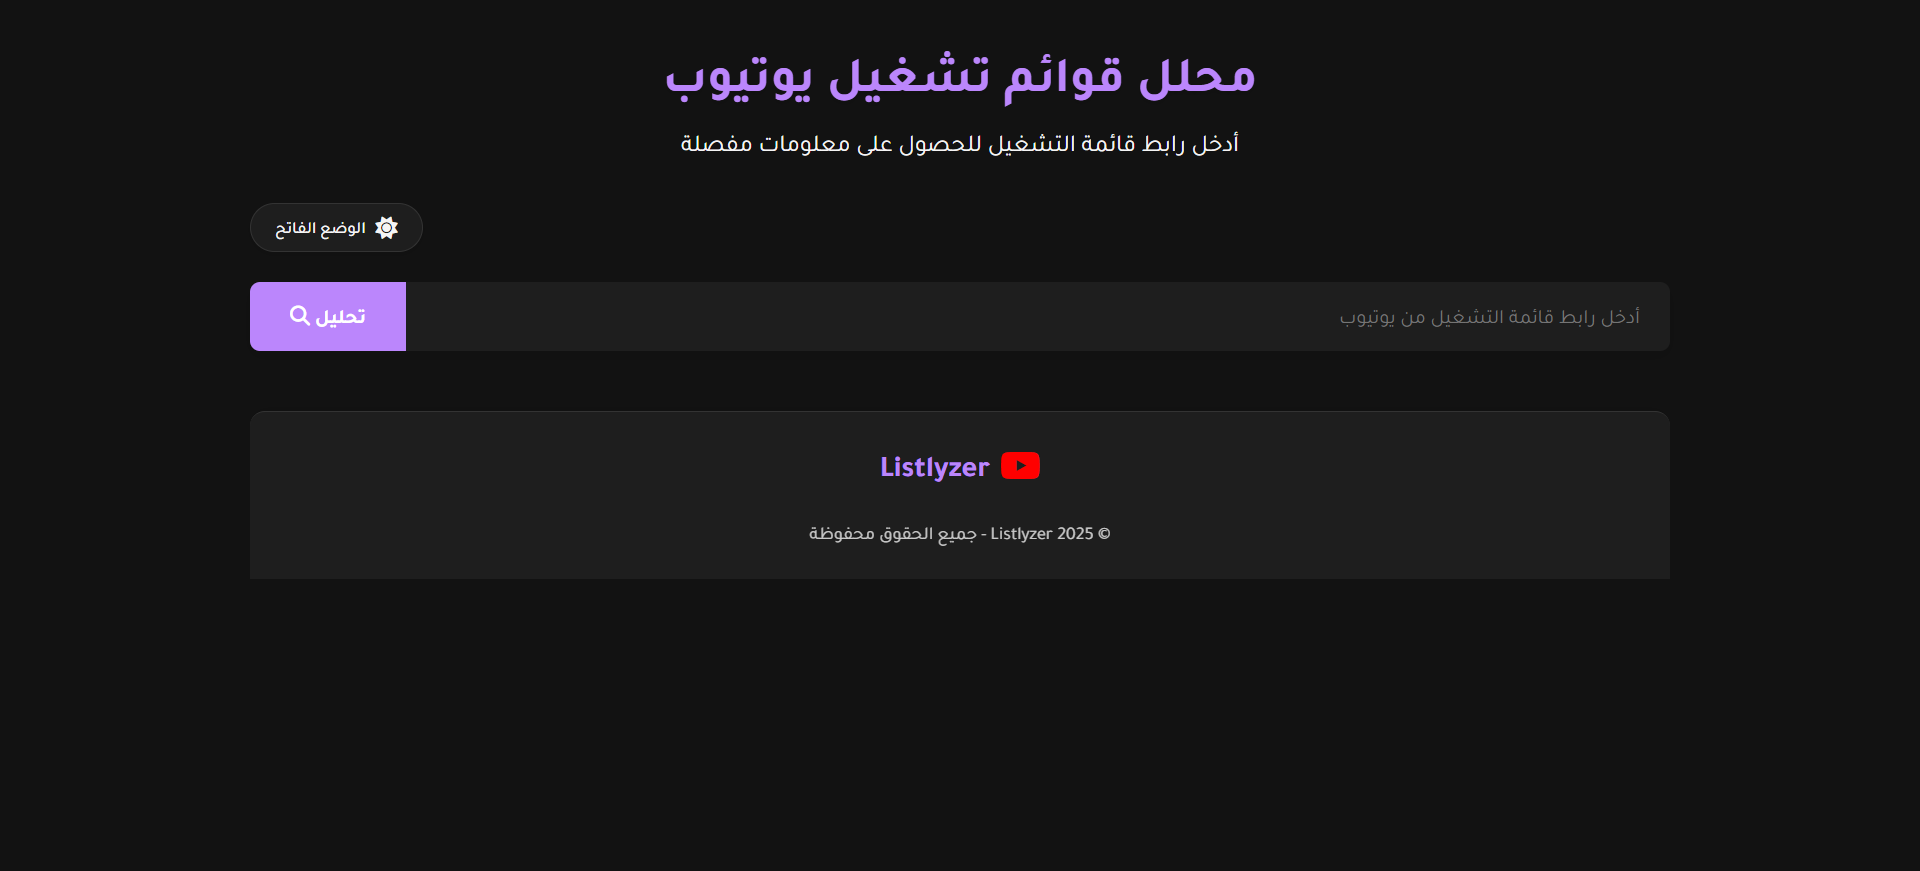 محلل قوائم تشغيل يوتيوب
أدخل رابط قائمة التشغيل للحصول على معلومات مفصلة
الوضع الفاتح
أدخل رابط قائمة التشغيل من يوتيوب
تحليل
Listlyzer
© 2025 Listlyzer - جميع الحقوق محفوظة